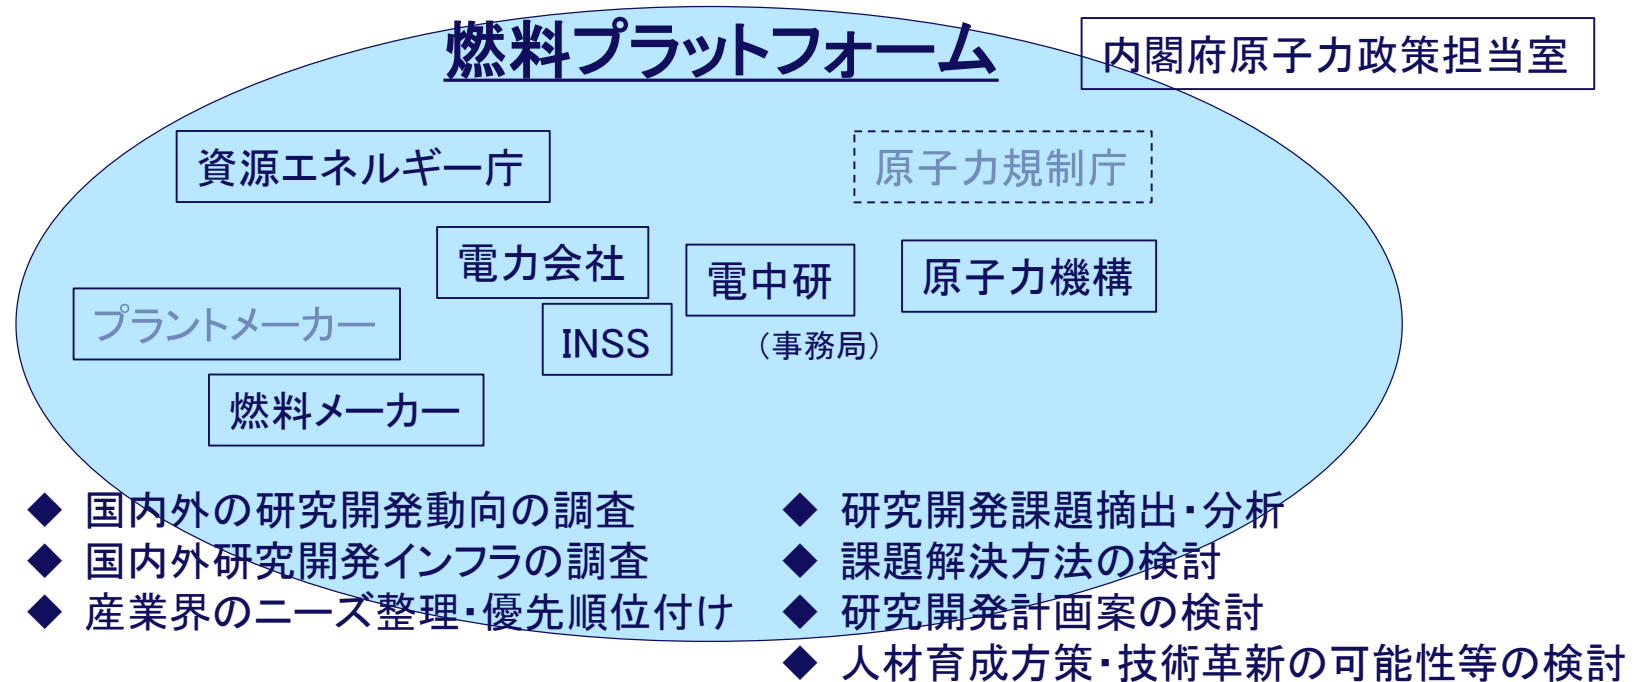 燃料プラットフォーム
内閣府原子力政策担当室
資源エネルギー庁
原子力規制庁
電力会社
電中研
原子力機構
プラントメーカー
INSS
（事務局）
燃料メーカー
◆ 国内外の研究開発動向の調査
◆ 国内外研究開発インフラの調査
◆ 産業界のニーズ整理・優先順位付け
◆ 研究開発課題摘出・分析
◆ 課題解決方法の検討
◆ 研究開発計画案の検討
◆ 人材育成方策・技術革新の可能性等の検討